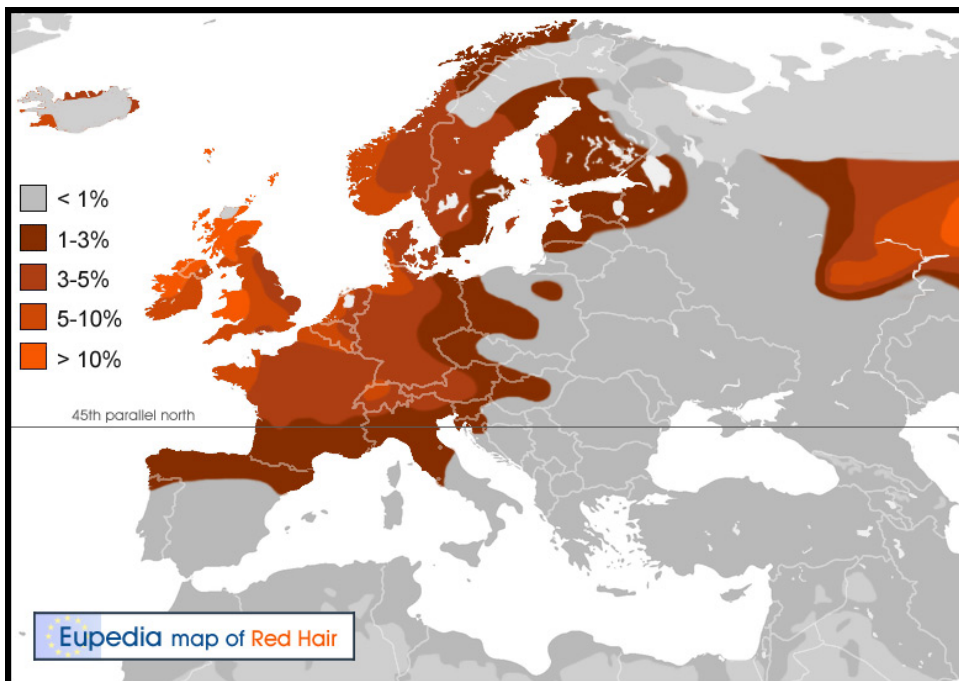 < 1%
1-3%
3-5%
5-10%
> 10%
45th parallel north
Eupedia map of Red Hair